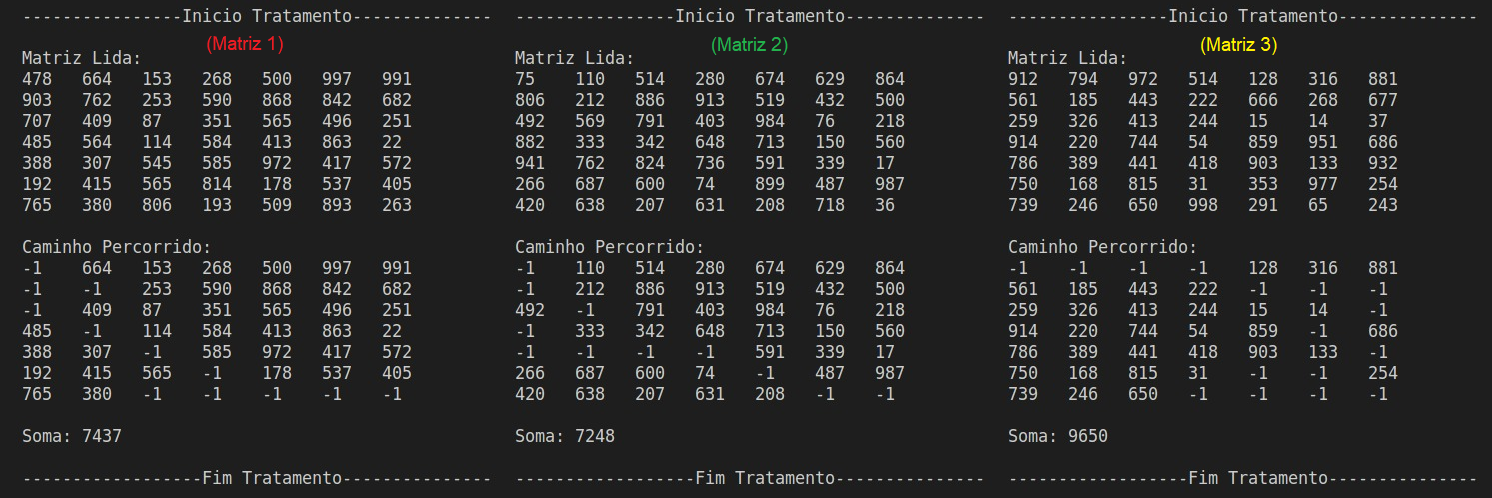 ----------------Inicio Tratamento--------------
(Matriz 1)
Matriz Lida:
478 664 153 268 500 997 991
903 762 253 590 868 842 682
707 409 87 351 565 496 251
485 564 114 584 413 863 22
388 307 545 585 972 417 572
192 415 565 814 178 537 405
765 380 806 193 509 893 263
Caminho Percorrido:
-1 664 153 268 500 997 991
-1 -1 253 590 868 842 682
-1 409 87 351 565 496 251
485 -1 114 584 413 863 22
388 307 -1 585 972 417 572
192 415 565 -1 178 537 405
765 380 -1 -1 -1 -1 -1
Soma: 7437
------------------Fim Tratamento---------------
----------------Inicio Tratamento--------------
(Matriz 2)
Matriz Lida:
75 110 514 280 674 629 864
806 212 886 913 519 432 500
492 569 791 403 984 76 218
882 333 342 648 713 150 560
941 762 824 736 591 339 17
266 687 600 74 899 487 987
420 638 207 631 208 718 36
Caminho Percorrido:
-1 110 514 280 674 629 864
-1 212 886 913 519 432 500
492 -1 791 403 984 76 218
-1 333 342 648 713 150 560
-1 -1 -1 -1 591 339 17
266 687 600 74 -1 487 987
420 638 207 631 208 -1 -1
Soma: 7248
------------------Fim Tratamento---------------
----------------Inicio Tratamento--------------
(Matriz 3)
Matriz Lida:
912 794 972 514 128 316 881
561 185 443 222 666 268 677
259 326 413 244 15 14 37
914 220 744 54 859 951 686
786 389 441 418 903 133 932
750 168 815 31 353 977 254
739 246 650 998 291 65 243
Caminho Percorrido:
-1 -1 -1 -1 128 316 881
561 185 443 222 -1 -1 -1
259 326 413 244 15 14 -1
914 220 744 54 859 -1 686
786 389 441 418 903 133 -1
750 168 815 31 -1 -1 254
739 246 650 -1 -1 -1 -1
Soma: 9650
------------------Fim Tratamento---------------